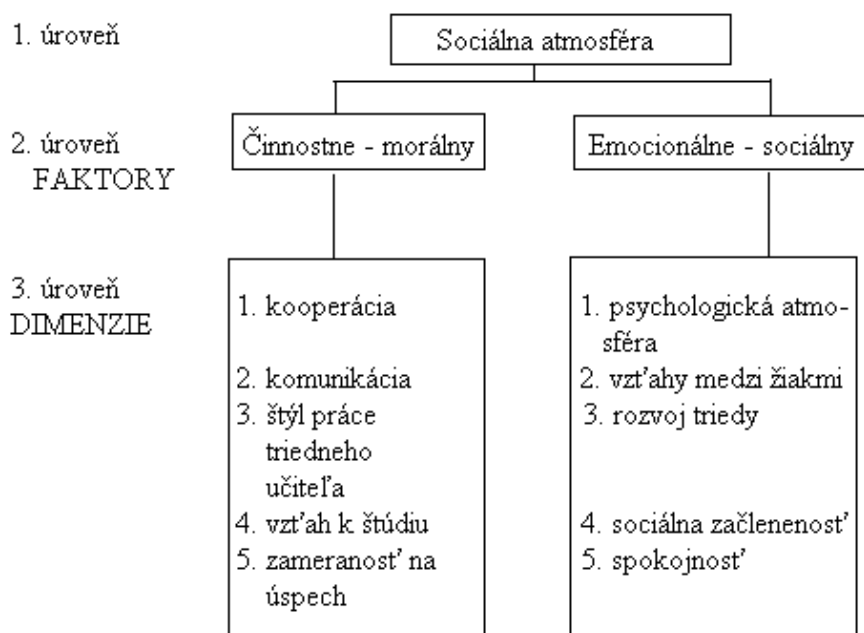 1. úroveň
Sociálna atmosféra
2. úroveň
FAKTORY
Činnostne - morálny
Emocionálne - sociálny
3. úroveň
DIMENZIE
1. kooperácia
2. komunikácia
3. štýl práce
triedneho
učiteľa
4. vzťah k štúdiu
5. zameranosť na
úspech
1. psychologická atmo-
sféra
2. vzťahy medzi žiakmi
3. rozvoj triedy
4. sociálna začlenenosť
5. spokojnosť